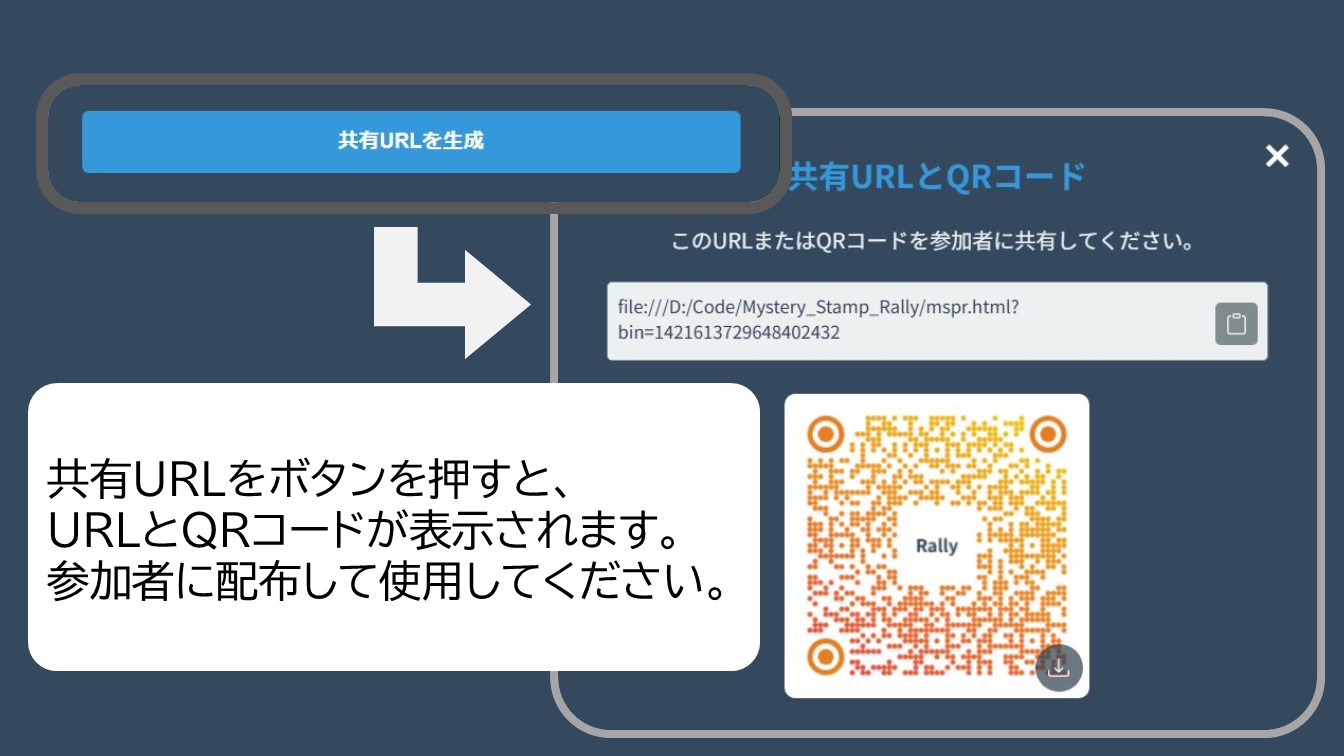 共有URLを生成
共有URLとQRコード
このURLまたはQRコードを参加者に共有してください。
file:///D:/Code/Mystery_Stamp_Rally/mspr.html?
bin=1421613729648402432
Rally
共有URLをボタンを押すと、
URLとQRコードが表示されます。
参加者に配布して使用してください。